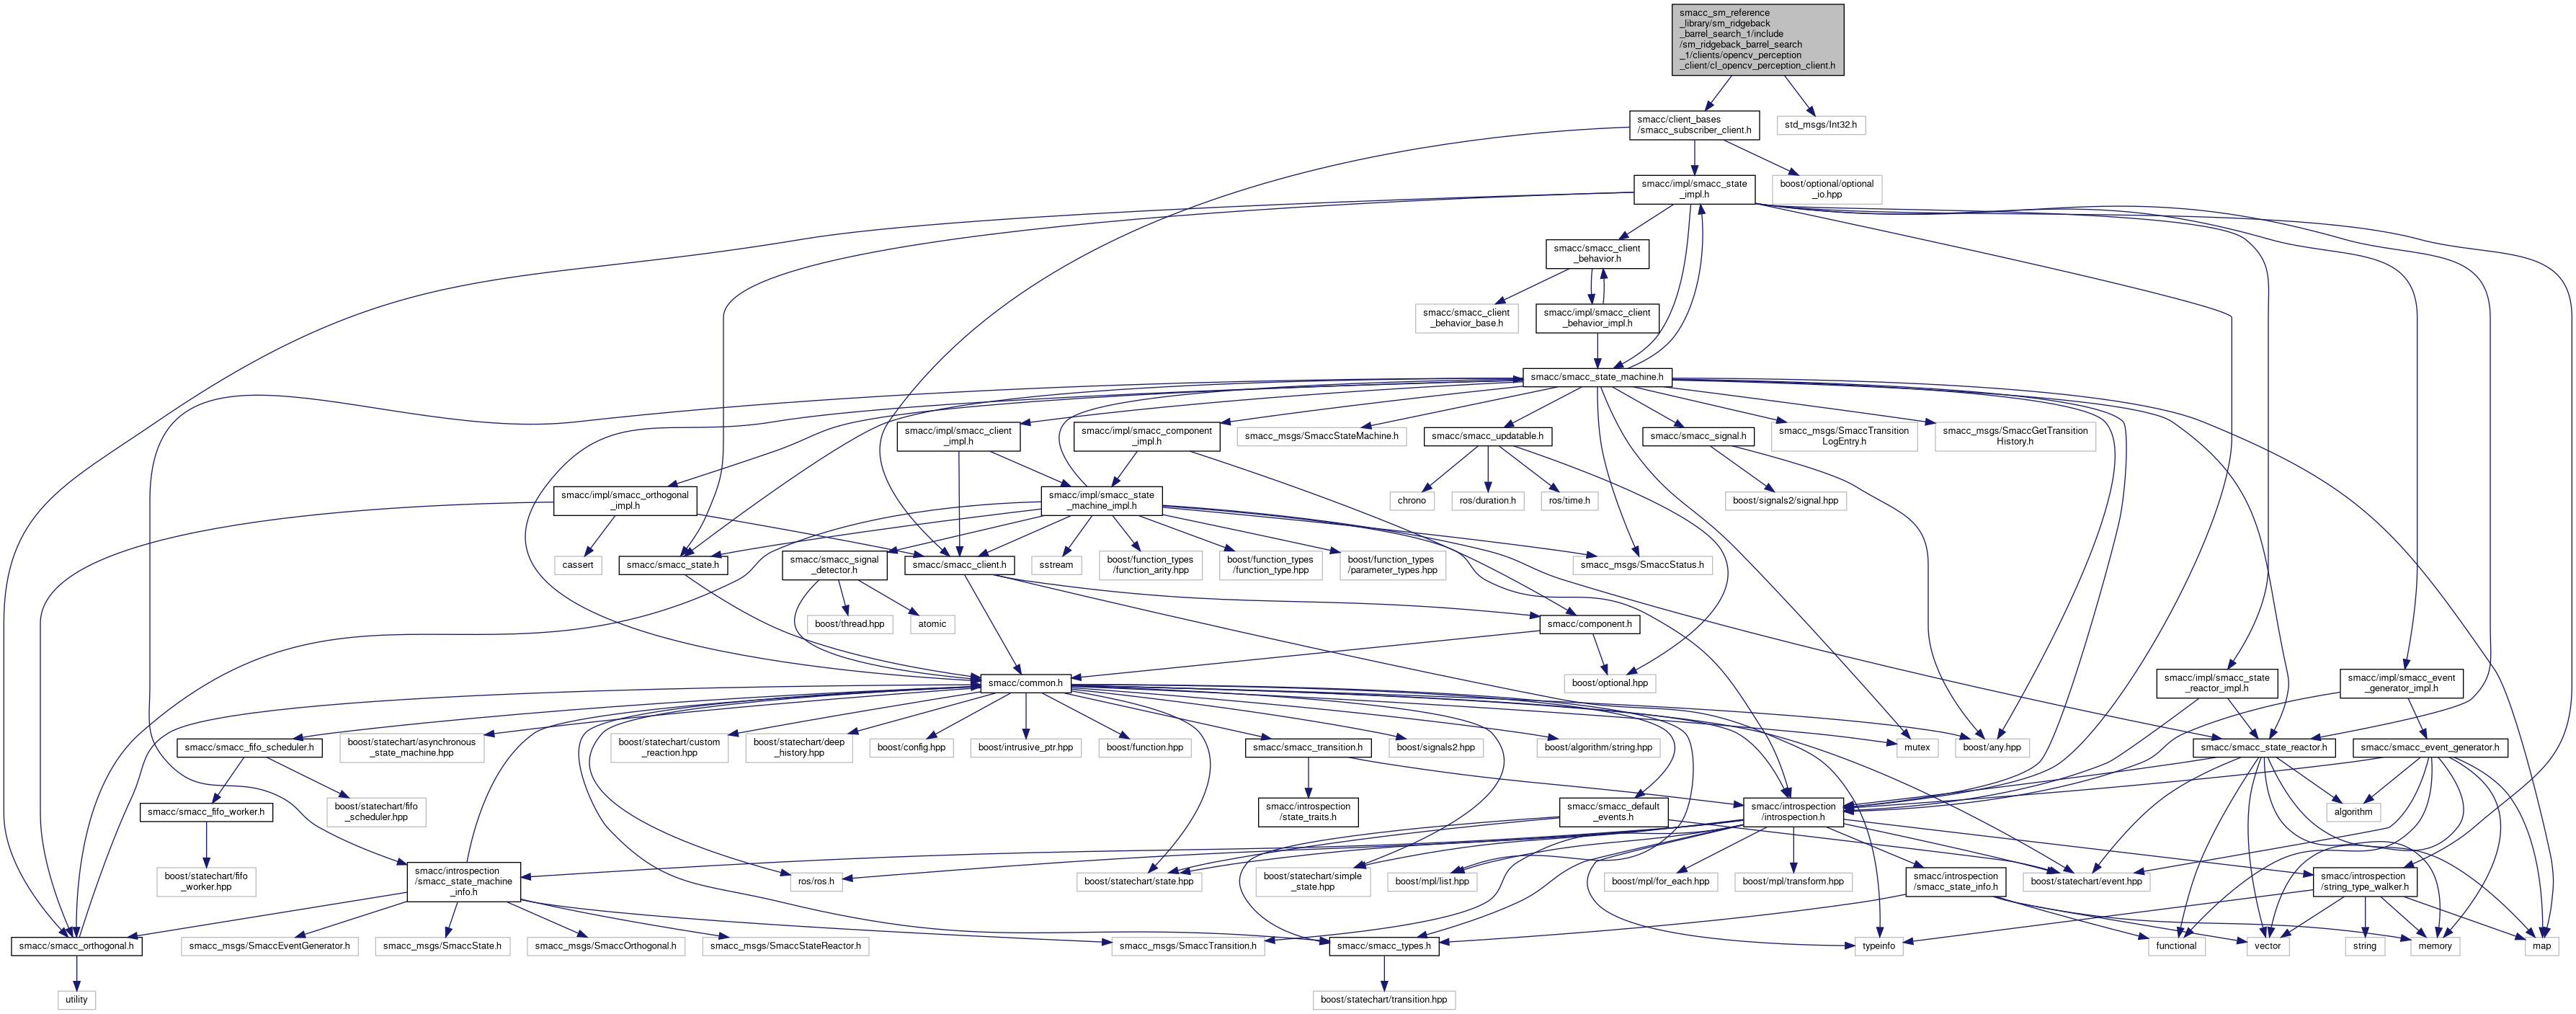 smacc_sm_reference
_library/sm_ridgeback
_barrel_search_1/include
/sm_ridgeback_barrel_search
_1/clients/opencv_perception
_client/cl_opencv_perception_client.h
smacc/client_bases
/smacc_subscriber_client.h
std_msgs/Int32.h
smacc/impl/smacc_state
_impl.h
boost/optional/optional
_io.hpp
smacc/smacc_client
_behavior.h
smacc/smacc_client
_behavior_base.h
smacc/impl/smacc_client
_behavior_impl.h
smacc/smacc_state_machine.h
smacc/impl/smacc_client
_impl.h
smacc/impl/smacc_component
_impl.h
smacc_msgs/SmaccStateMachine.h
smacc/smacc_updatable.h
smacc/smacc_signal.h
smacc_msgs/SmaccTransition
LogEntry.h
smacc_msgs/SmaccGetTransition
History.h
smacc/impl/smacc_orthogonal
_impl.h
smacc/impl/smacc_state
_machine_impl.h
chrono
ros/duration.h
ros/time.h
boost/signals2/signal.hpp
cassert
smacc/smacc_state.h
smacc/smacc_signal
_detector.h
smacc/smacc_client.h
sstream
boost/function_types
/function_arity.hpp
boost/function_types
/function_type.hpp
boost/function_types
/parameter_types.hpp
smacc_msgs/SmaccStatus.h
boost/thread.hpp
atomic
smacc/component.h
smacc/common.h
boost/optional.hpp
smacc/impl/smacc_state
_reactor_impl.h
smacc/impl/smacc_event
_generator_impl.h
smacc/smacc_fifo_scheduler.h
boost/statechart/asynchronous
_state_machine.hpp
boost/statechart/custom
_reaction.hpp
boost/statechart/deep
_history.hpp
boost/config.hpp
boost/intrusive_ptr.hpp
boost/function.hpp
smacc/smacc_transition.h
boost/signals2.hpp
boost/algorithm/string.hpp
mutex
boost/any.hpp
smacc/smacc_state_reactor.h
smacc/smacc_event_generator.h
smacc/smacc_fifo_worker.h
boost/statechart/fifo
_scheduler.hpp
smacc/introspection
/state_traits.h
smacc/smacc_default
_events.h
smacc/introspection
/introspection.h
algorithm
boost/statechart/fifo
_worker.hpp
smacc/introspection
/smacc_state_machine
_info.h
ros/ros.h
boost/statechart/state.hpp
boost/statechart/simple
_state.hpp
boost/mpl/list.hpp
boost/mpl/for_each.hpp
boost/mpl/transform.hpp
smacc/introspection
/smacc_state_info.h
boost/statechart/event.hpp
smacc/introspection
/string_type_walker.h
smacc/smacc_orthogonal.h
smacc_msgs/SmaccEventGenerator.h
smacc_msgs/SmaccState.h
smacc_msgs/SmaccOrthogonal.h
smacc_msgs/SmaccStateReactor.h
smacc_msgs/SmaccTransition.h
smacc/smacc_types.h
typeinfo
functional
vector
string
memory
map
utility
boost/statechart/transition.hpp